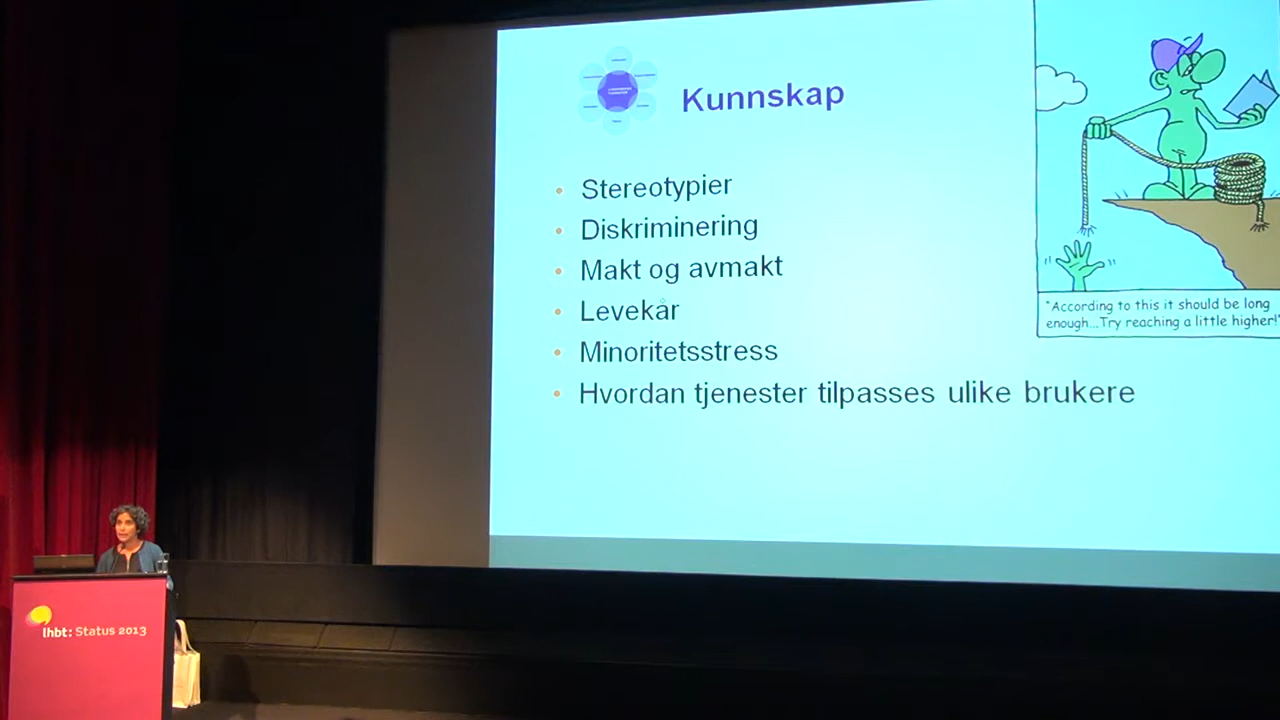 Kunnskap
• Stereotypier
• Diskriminering
• Makt og avmakt
• Levekår
• Minoritetsstress
• Hvordan tjenester tilpasses ulike brukere
"According to this it should be long
enough...Try reaching a little higher!"
lhbt: Status 2013